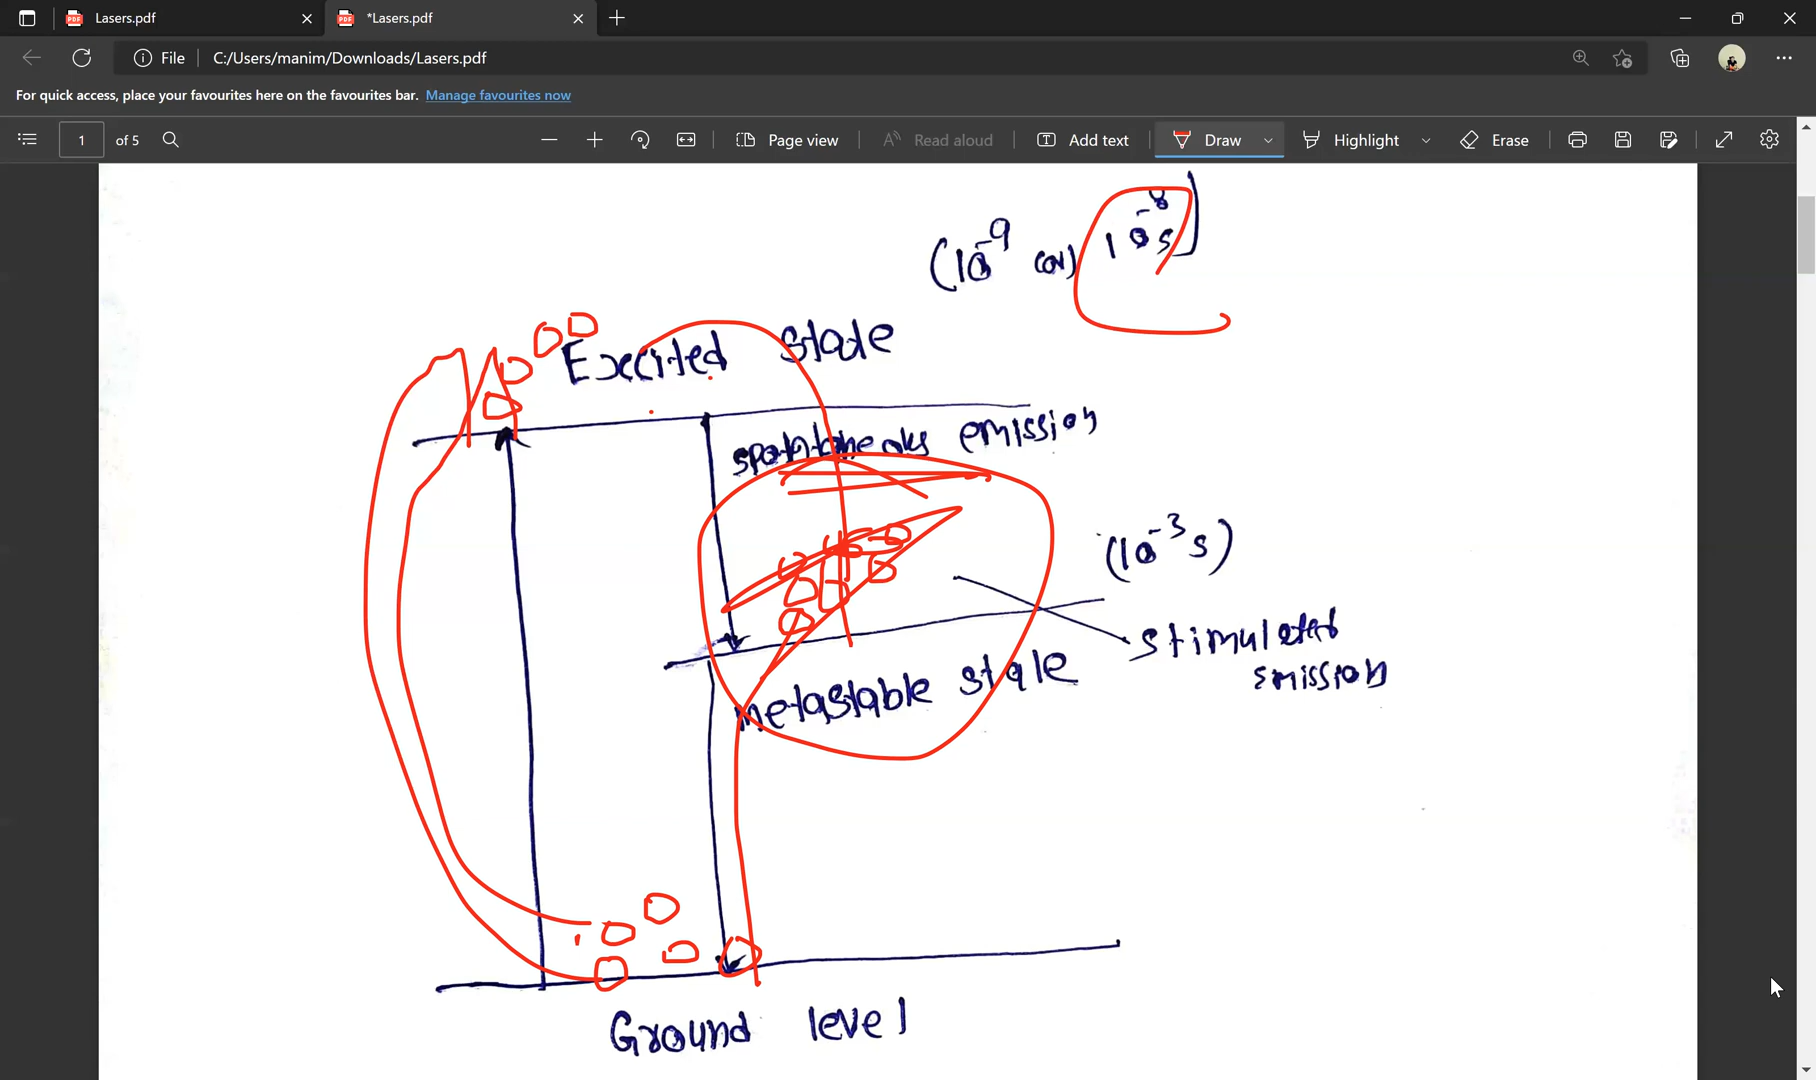 Lasers.pdf
*Lasers.pdf
File
C:/Users/manim/Downloads/Lasers.pdf
For quick access, place your favourites here on the favourites bar. Manage favourites now
1 of 5
Page view
Read aloud
Add text
Draw
Highlight
Erase
(10⁻⁹ (or) 10⁻⁸s)
Excited state
spontaneous emission
(10⁻³s)
stimulated
Emission
metastable state
Ground level